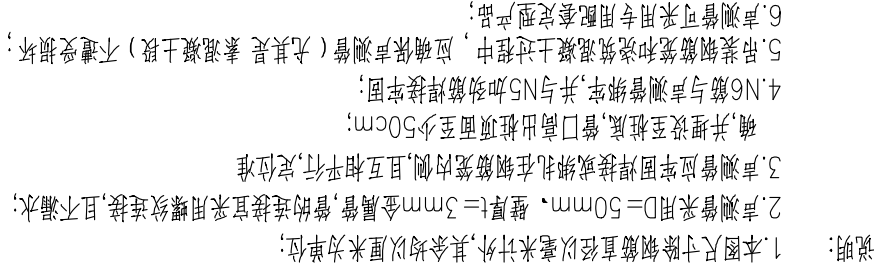 说明: 1.本图尺寸除钢筋直径以毫米计外,其余均以厘米为单位;
2.声测管采用D=50mm、壁厚t=3mm金属管,管的连接宜采用螺纹连接,且不漏水;
3.声测管应牢固焊接或绑扎在钢筋笼内侧,且互相平行,定位准
确,并埋设至桩底,管口高出桩顶面至少50cm;
4.N6筋与声测管绑牢,并与N5加劲筋焊接牢固;
5.吊装钢筋笼和浇筑混凝土过程中,应确保声测管(尤其是 素混凝土段)不遭受损坏;
6.声测管可采用专用配套定型产品;